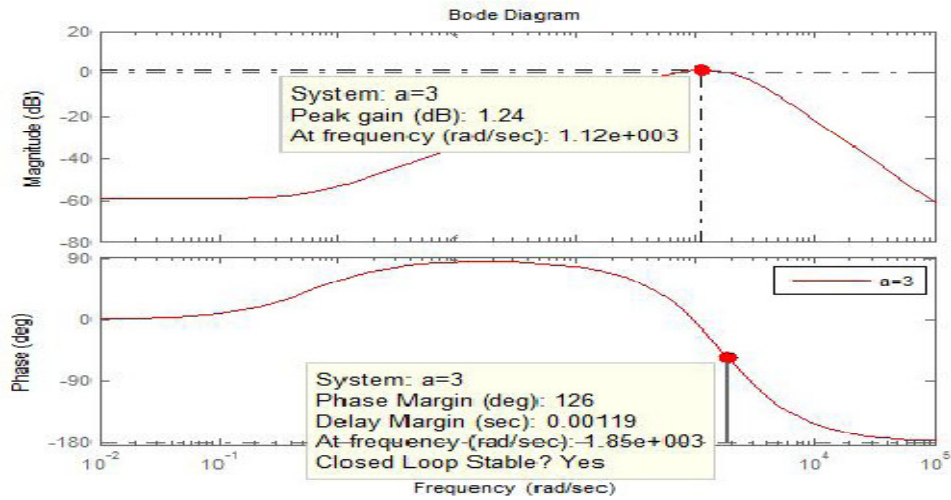 Bode Diagram
20
0
-20
-40
-60
-80
Magnitude (dB)
System: a=3
Peak gain (dB): 1.24
At frequency (rad/sec): 1.12e+003
90
0
-90
-180
Phase (deg)
a=3
System: a=3
Phase Margin (deg): 126
Delay Margin (sec): 0.00119
At frequency (rad/sec): 1.85e+003
Closed Loop Stable? Yes
10^-2
10^-1
10^4
10^5
Frequency (rad/sec)